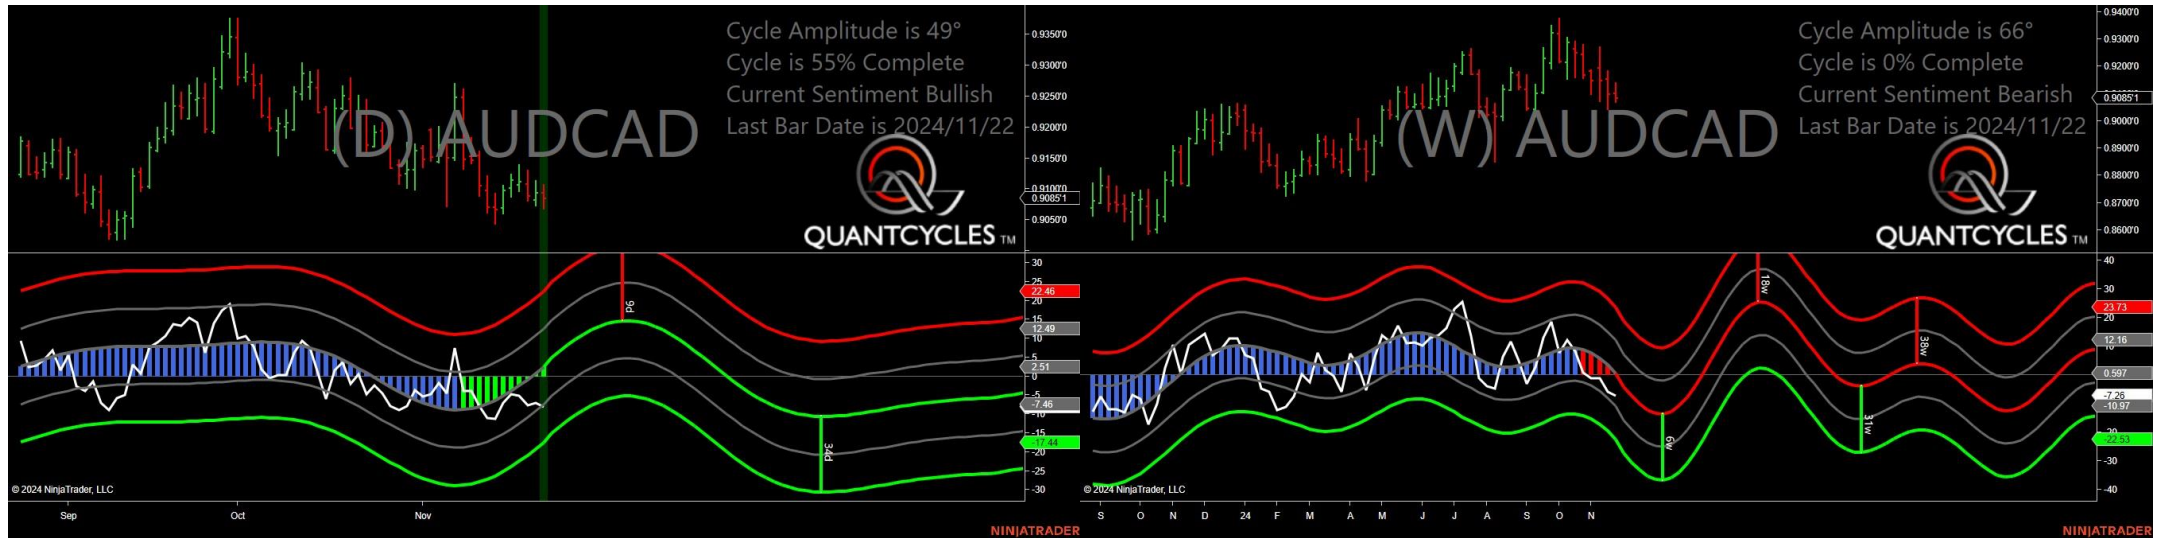 Cycle Amplitude is 49°
Cycle is 55% Complete
Current Sentiment Bullish
Last Bar Date is 2024/11/22
(D) AUDCAD
QUANTCYCLES TM
0.9350'0
0.9300'0
0.9250'0
0.9200'0
0.9150'0
0.9100'0
0.9085'1
0.9050'0
30
25
22.46
20
15
12.49
10
5
2.51
0
-5
-7.46
-10
-15
-17.44
-20
-25
-30
9d
34d
© 2024 NinjaTrader, LLC
Sep Oct Nov
NINJATRADER
Cycle Amplitude is 66°
Cycle is 0% Complete
Current Sentiment Bearish
Last Bar Date is 2024/11/22
(W) AUDCAD
QUANTCYCLES TM
0.9400'0
0.9300'0
0.9200'0
0.9085'1
0.9000'0
0.8900'0
0.8800'0
0.8700'0
0.8600'0
40
30
23.73
20
12.16
10
0.597
-7.26
-10.97
-20
-22.53
-30
-40
18w
38w
6w
31w
© 2024 NinjaTrader, LLC
S O N D 24 F M A M J J A S O N
NINJATRADER